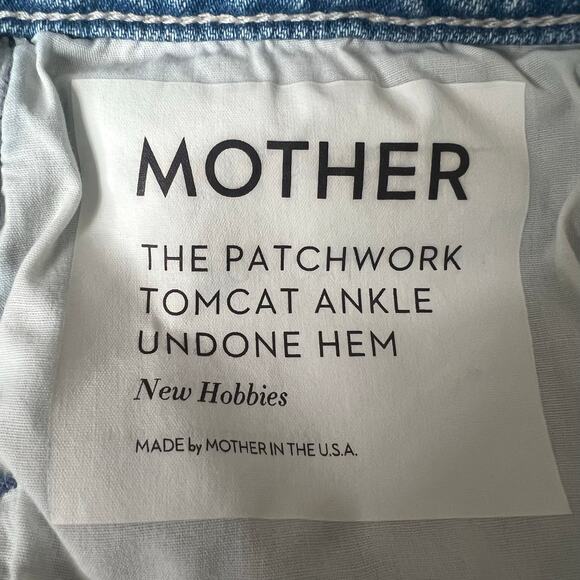 MOTHER
THE PATCHWORK
TOMCAT ANKLE
UNDONE HEM
New Hobbies
MADE by MOTHER IN THE U.S.A.